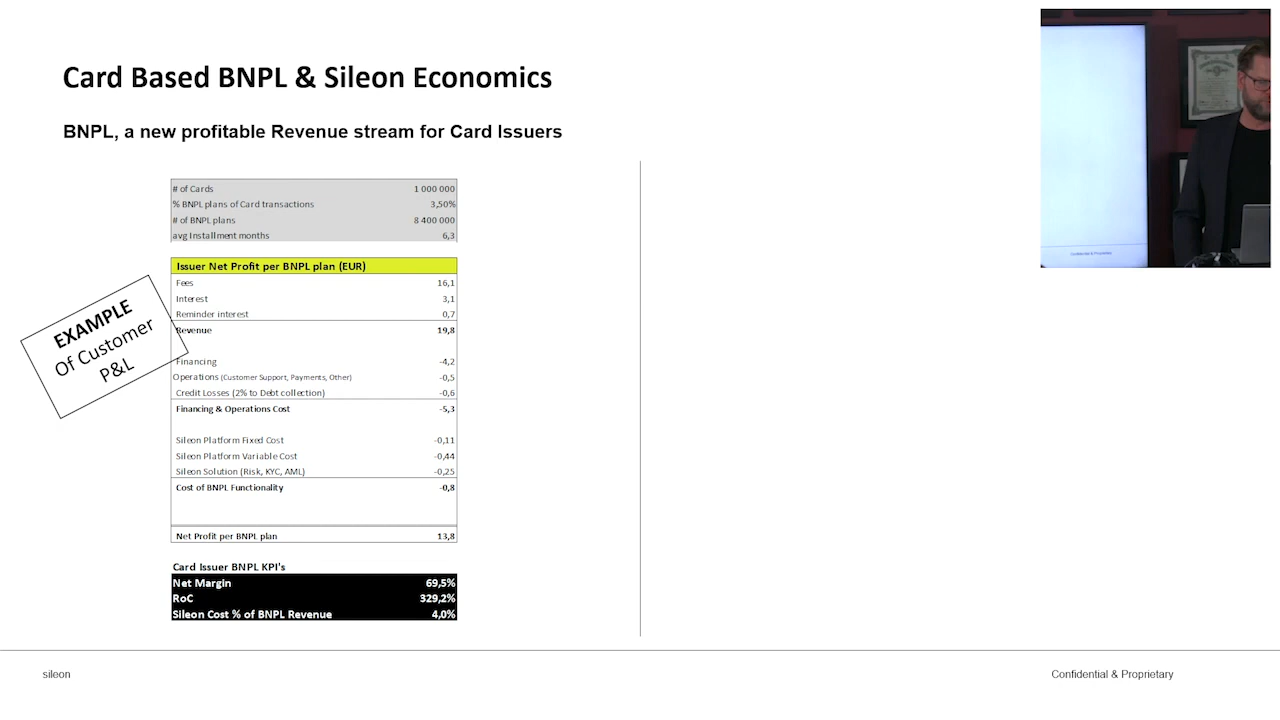 Card Based BNPL & Sileon Economics
BNPL, a new profitable Revenue stream for Card Issuers
# of Cards 1 000 000
% BNPL plans of Card transactions 3,50%
# of BNPL plans 8 400 000
avg Installment months 6,3
Issuer Net Profit per BNPL plan (EUR)
Fees 16,1
Interest 3,1
Reminder interest 0,7
Revenue 19,8
Financing -4,2
Operations (Customer Support, Payments, Other) -0,5
Credit Losses (2% to Debt collection) -0,6
Financing & Operations Cost -5,3
Sileon Platform Fixed Cost -0,11
Sileon Platform Variable Cost -0,44
Sileon Solution (Risk, KYC, AML) -0,25
Cost of BNPL Functionality -0,8
Net Profit per BNPL plan 13,8
Card Issuer BNPL KPI's
Net Margin 69,5%
RoC 329,2%
Sileon Cost % of BNPL Revenue 4,0%
EXAMPLE
Of Customer
P&L
sileon
Confidential & Proprietary
Confidential & Proprietary